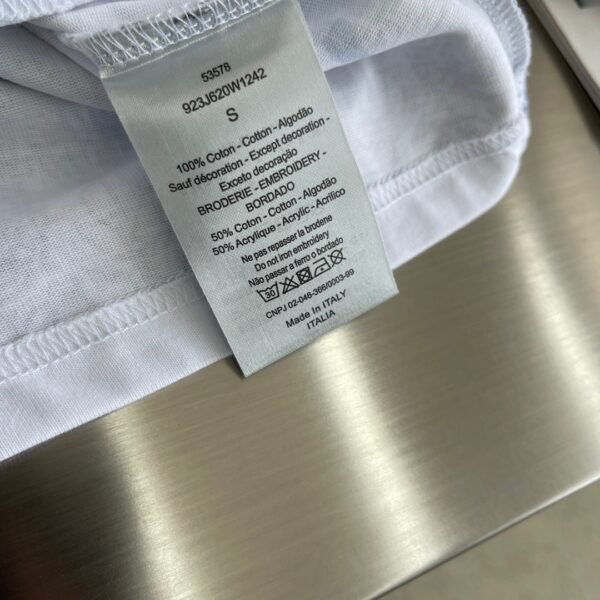 53578
923J620W1242
S
100% Coton - Cotton - Algodão
Sauf décoration - Except decoration -
Exceto decoração
BRODERIE - EMBROIDERY -
BORDADO
50% Coton - Cotton - Algodão
50% Acrylique - Acrylic - Acrílico
Ne pas repasser la broderie
Do not iron embroidery
Não passar a ferro o bordado
30
CNPJ 02-046-366/0003-99
Made In ITALY
ITALIA